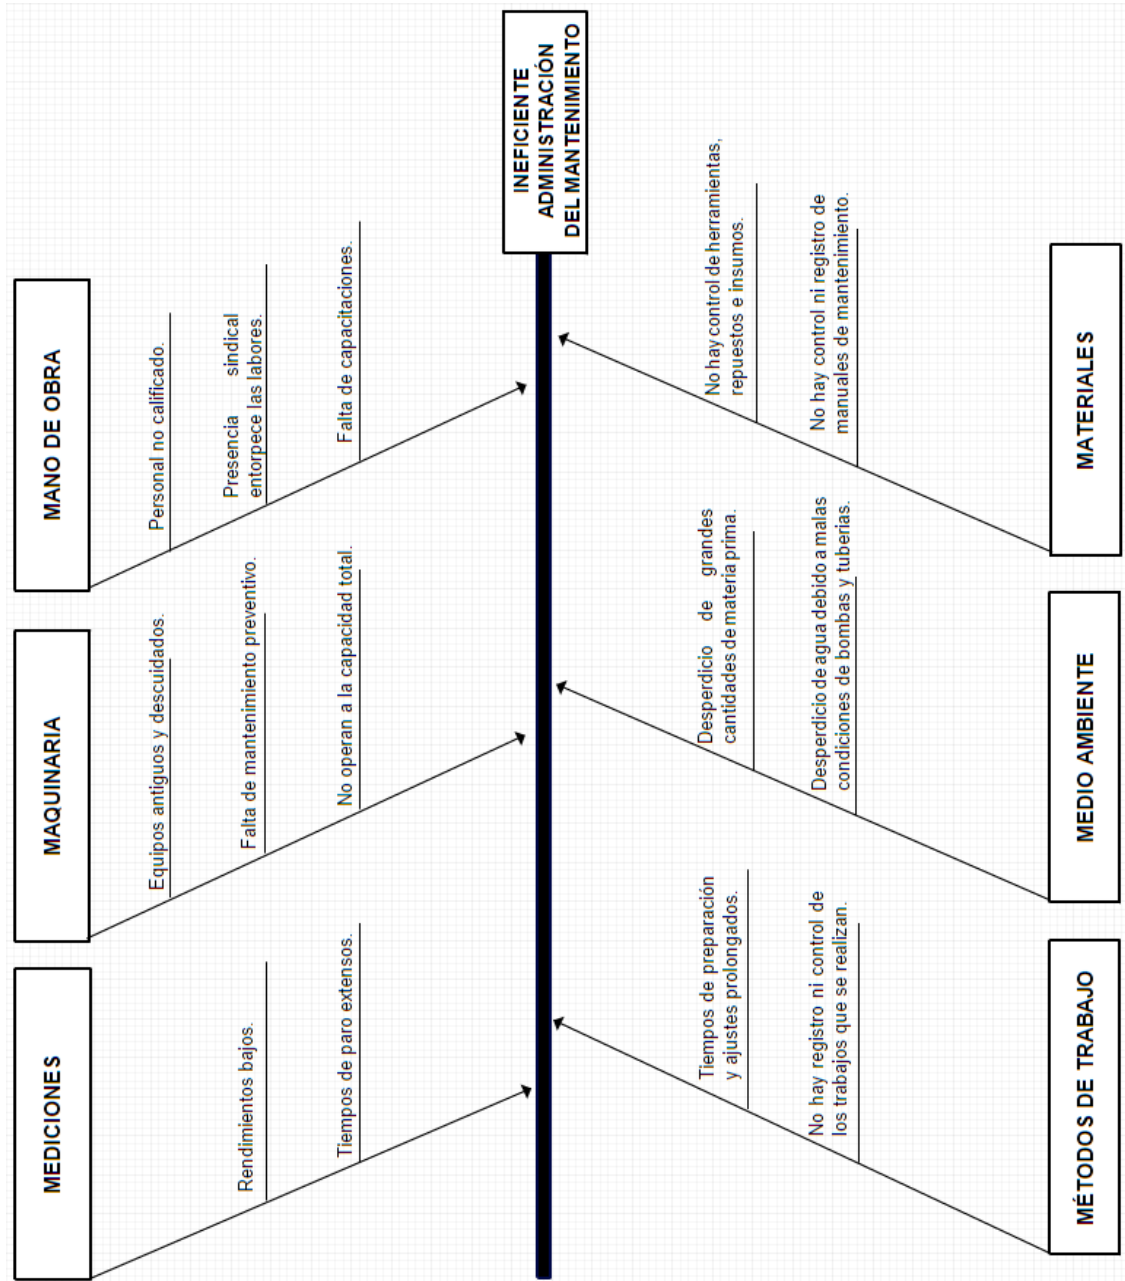 MEDICIONES
Rendimientos bajos.
Tiempos de paro extensos.
MAQUINARIA
Equipos antiguos y descuidados.
Falta de mantenimiento preventivo.
No operan a la capacidad total.
MANO DE OBRA
Personal no calificado.
Presencia sindical
entorpece las labores.
Falta de capacitaciones.
INEFICIENTE
ADMINISTRACIÓN
DEL MANTENIMIENTO
Tiempos de preparación
y ajustes prolongados.
No hay registro ni control de
los trabajos que se realizan.
MÉTODOS DE TRABAJO
Desperdicio de grandes
cantidades de materia prima.
Desperdicio de agua debido a malas
condiciones de bombas y tuberías.
MEDIO AMBIENTE
No hay control de herramientas,
repuestos e insumos.
No hay control ni registro de
manuales de mantenimiento.
MATERIALES